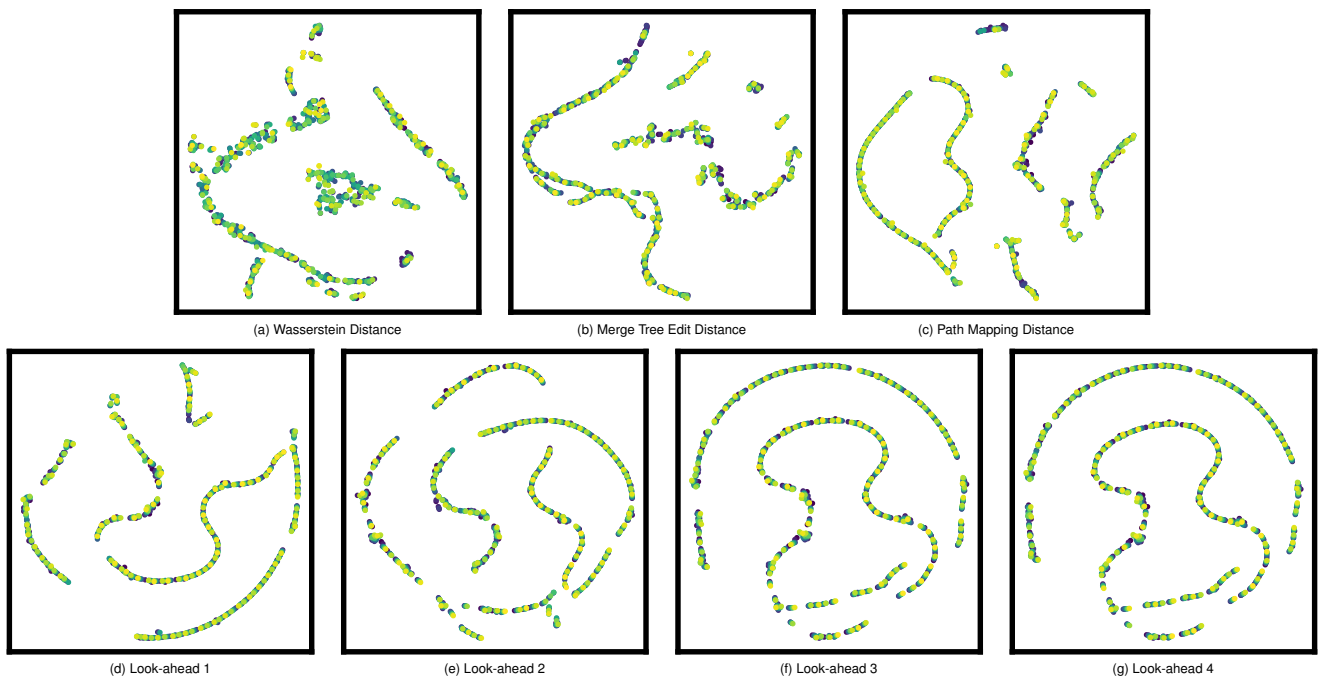 (a) Wasserstein Distance
(b) Merge Tree Edit Distance
(c) Path Mapping Distance
(d) Look-ahead 1
(e) Look-ahead 2
(f) Look-ahead 3
(g) Look-ahead 4